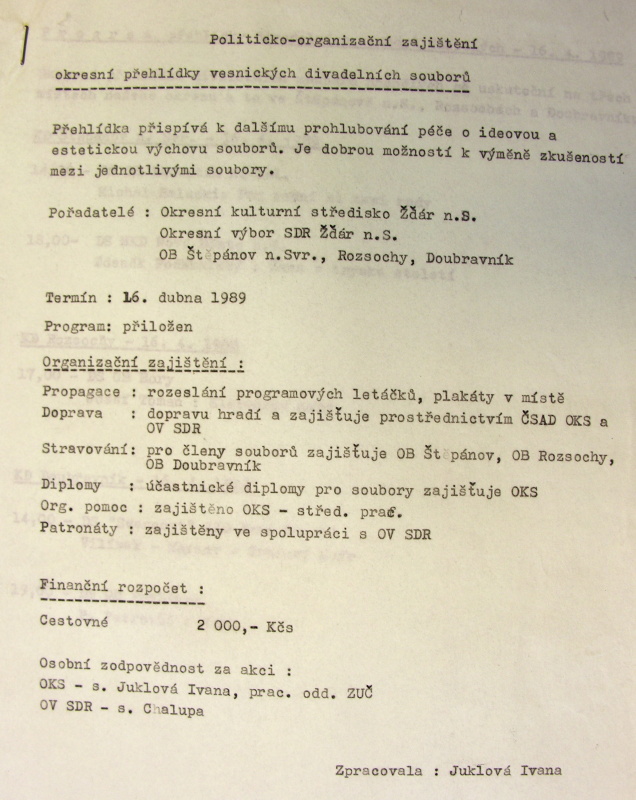 Politicko-organizační zajištění
okresní přehlídky vesnických divadelních souborů
Přehlídka přispívá k dalšímu prohlubování péče o ideovou a
estetickou výchovu souborů. Je dobrou možností k výměně zkušeností
mezi jednotlivými soubory.
Pořadatelé : Okresní kulturní středisko Žďár n.S.
Okresní výbor SDR Žďár n.S.
OB Štěpánov n.Svr., Rozsochy, Doubravník
Termín : 16. dubna 1989
Program: přiložen
Organizační zajištění :
Propagace : rozeslání programových letáčků, plakáty v místě
Doprava : dopravu hradí a zajišťuje prostřednictvím ČSAD OKS a
OV SDR
Stravování: pro členy souborů zajišťuje OB Štěpánov, OB Rozsochy,
OB Doubravník
Diplomy : účastnické diplomy pro soubory zajišťuje OKS
Org. pomoc : zajištěno OKS - střed. prac.
Patronáty : zajištěny ve spolupráci s OV SDR
Finanční rozpočet :
Cestovné 2 000,- Kčs
Osobní zodpovědnost za akci :
OKS - s. Juklová Ivana, prac. odd. ZUČ
OV SDR - s. Chalupa
Zpracovala : Juklová Ivana